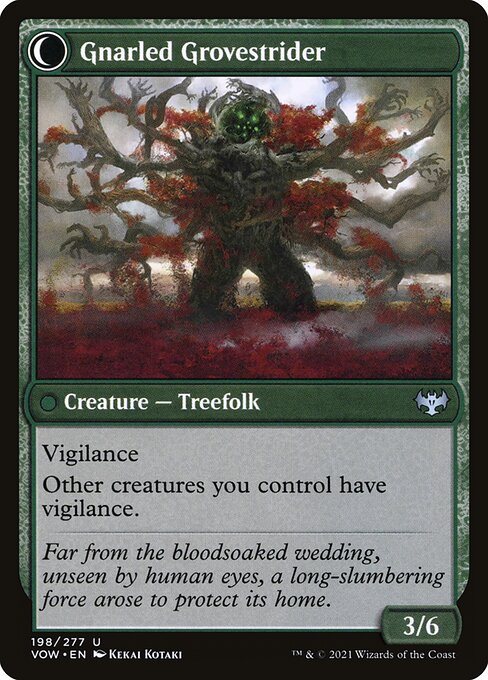 Gnarled Grovestrider
Creature — Treefolk
Vigilance
Other creatures you control have
vigilance.
Far from the bloodsoaked wedding,
unseen by human eyes, a long-slumbering
force arose to protect its home.
3/6
198/277 U
VOW • EN Kekai Kotaki
™ & © 2021 Wizards of the Coast